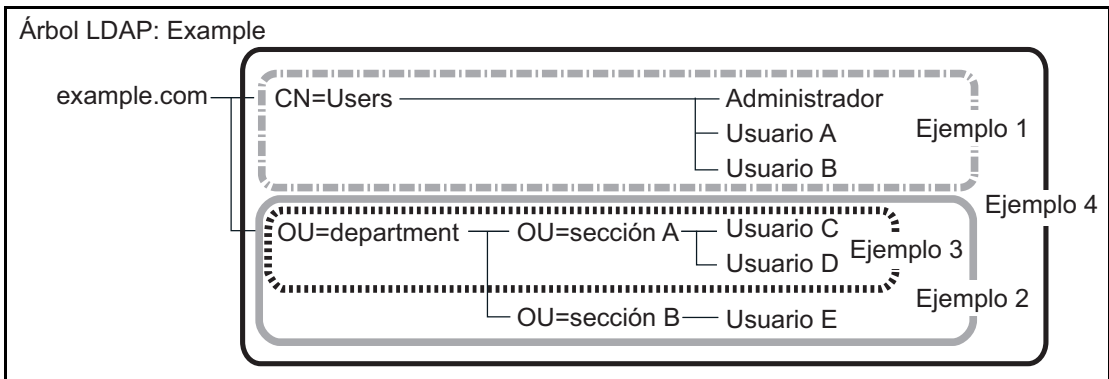 Árbol LDAP: Example
example.com CN=Users Administrador
Usuario A Ejemplo 1
Usuario B
Ejemplo 4
OU=department OU=sección A Usuario C
Usuario D Ejemplo 3
Ejemplo 2
OU=sección B Usuario E